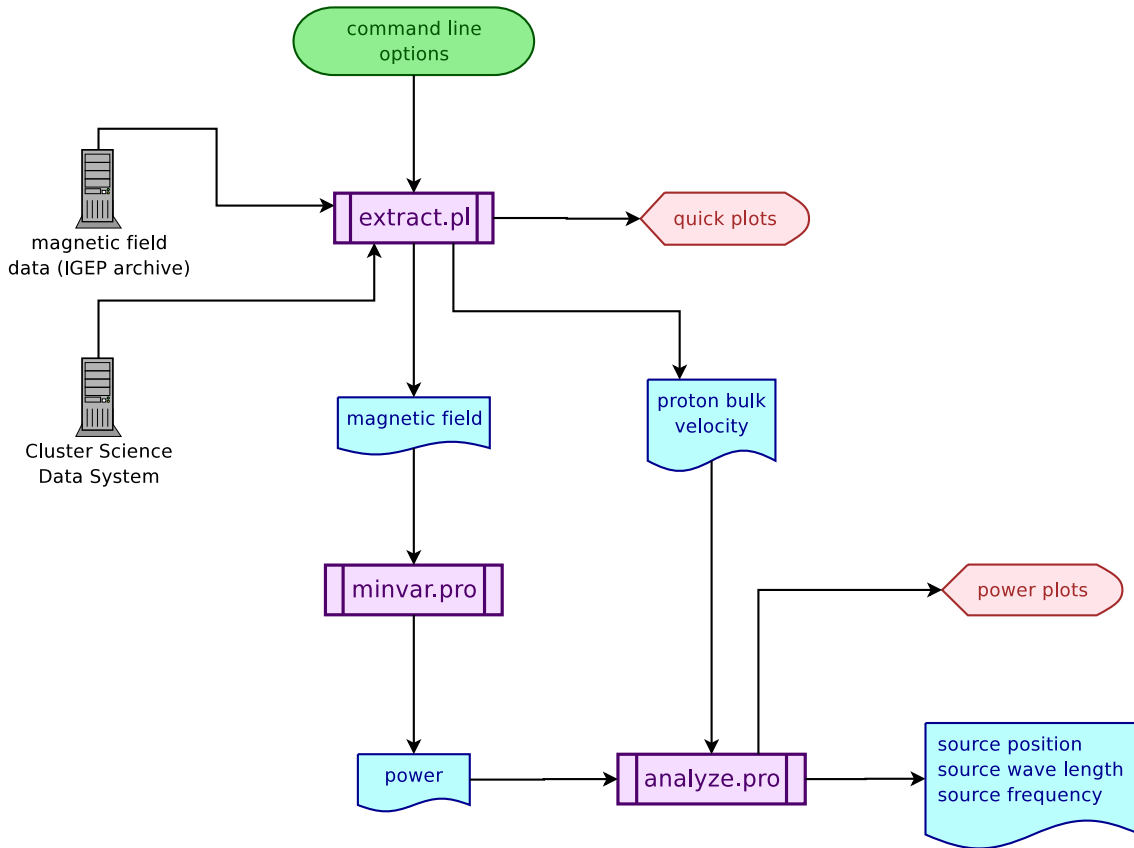 command line
options
extract.pl
quick plots
magnetic field
data (IGEP archive)
Cluster Science
Data System
magnetic field
proton bulk
velocity
minvar.pro
power plots
power
analyze.pro
source position
source wave length
source frequency